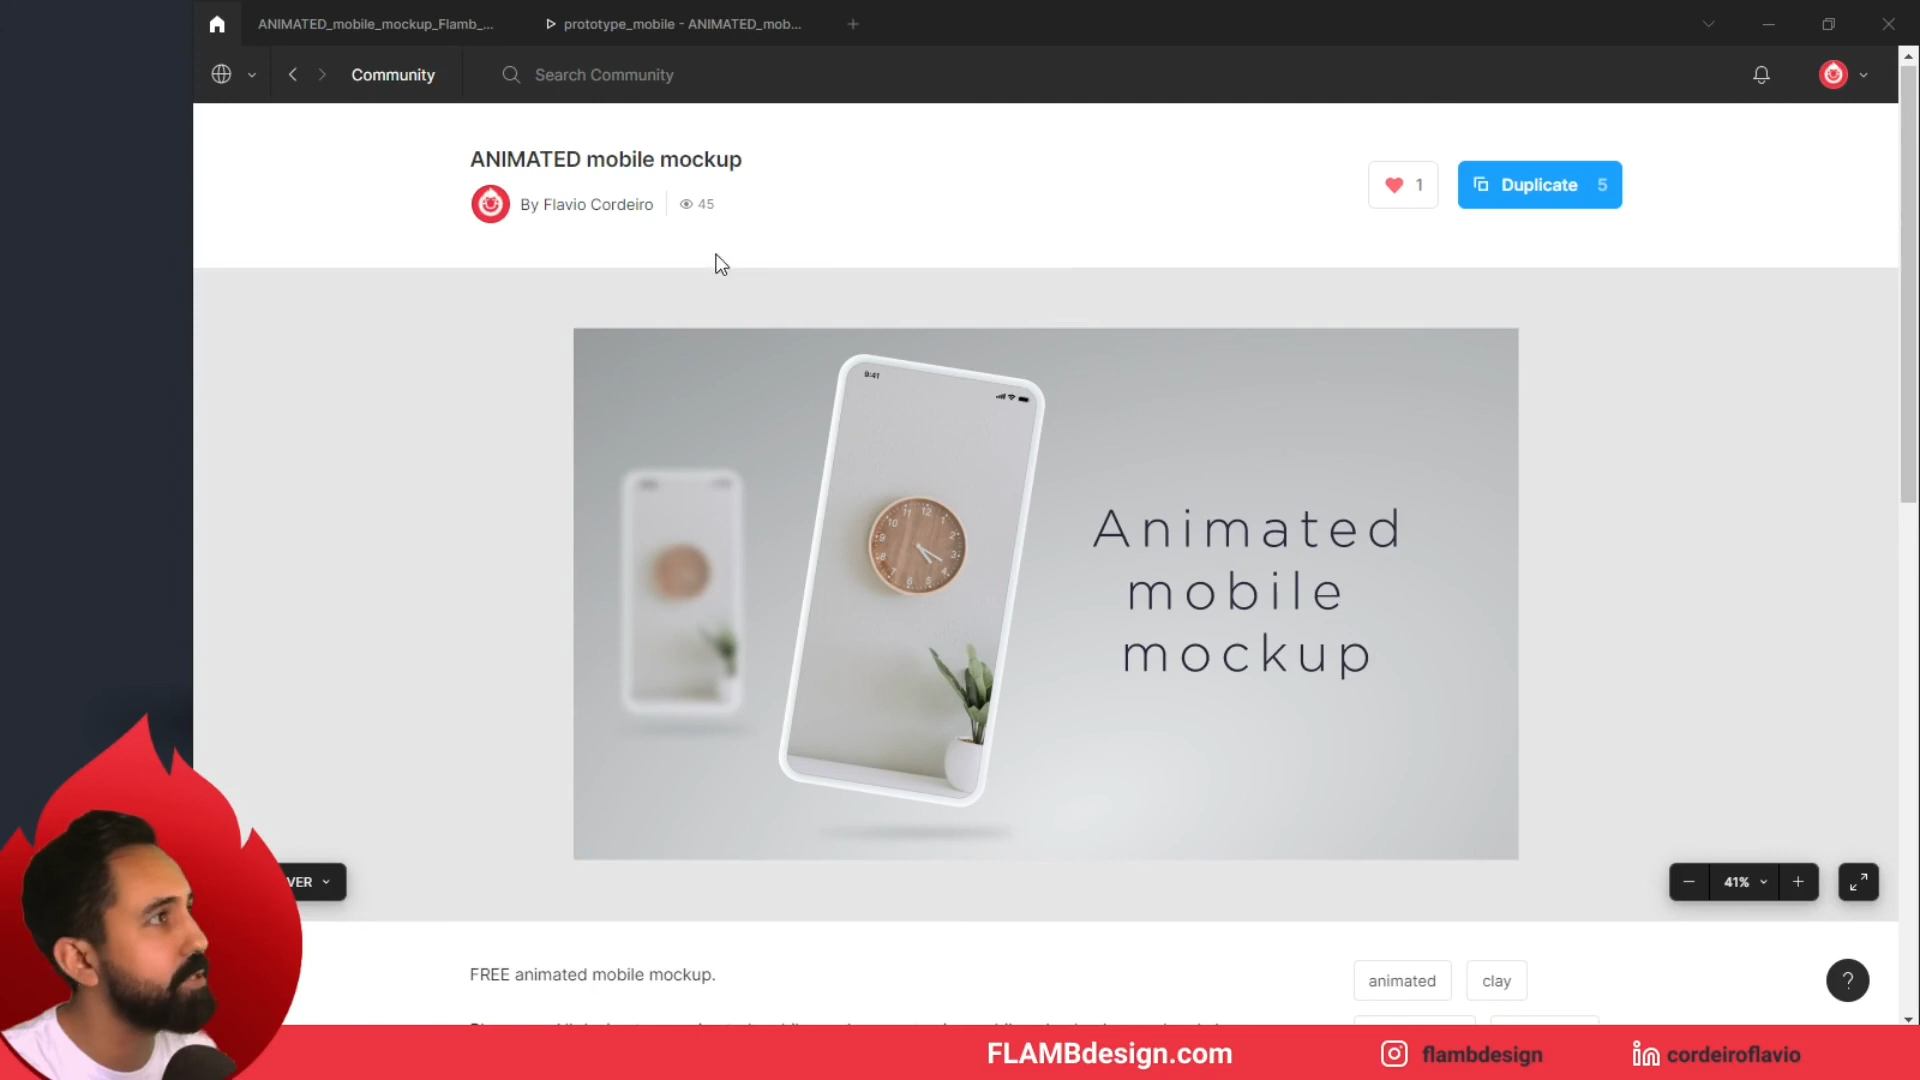 ANIMATED_mobile_mockup_Flamb_...
prototype_mobile - ANIMATED_mob...
Community
Search Community
ANIMATED mobile mockup
By Flavio Cordeiro
45
1
Duplicate 5
9:41
Animated
mobile
mockup
VER
41%
FREE animated mobile mockup.
animated
clay
?
FLAMBdesign.com
flambdesign
cordeiroflavio